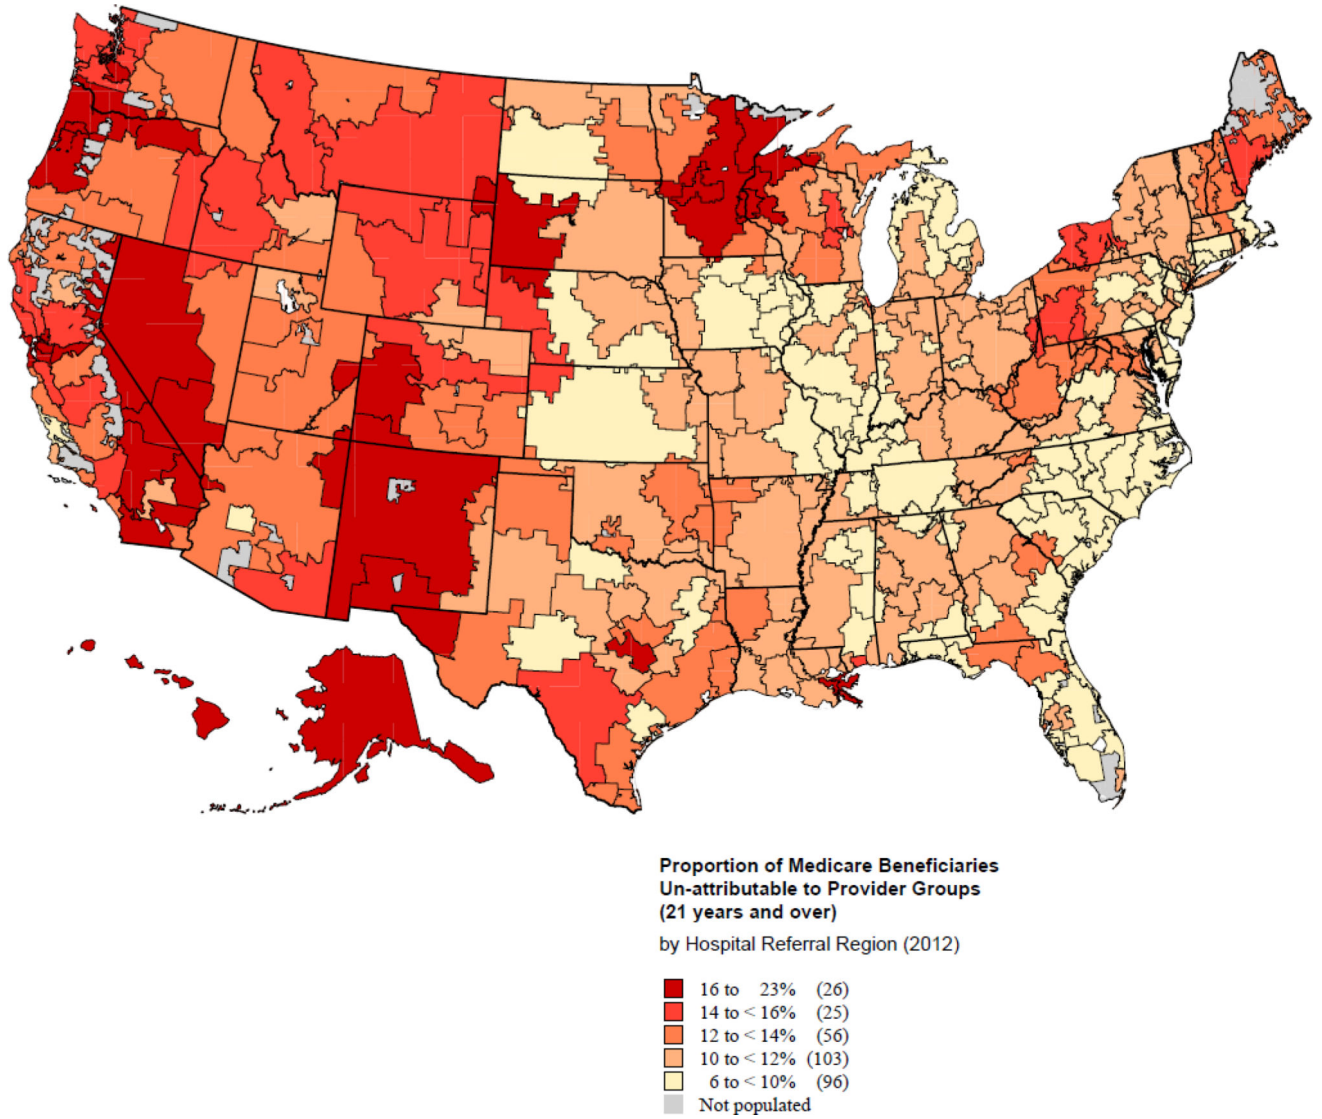 Proportion of Medicare Beneficiaries
Un-attributable to Provider Groups
(21 years and over)
by Hospital Referral Region (2012)
16 to 23% (26)
14 to < 16% (25)
12 to < 14% (56)
10 to < 12% (103)
6 to < 10% (96)
Not populated